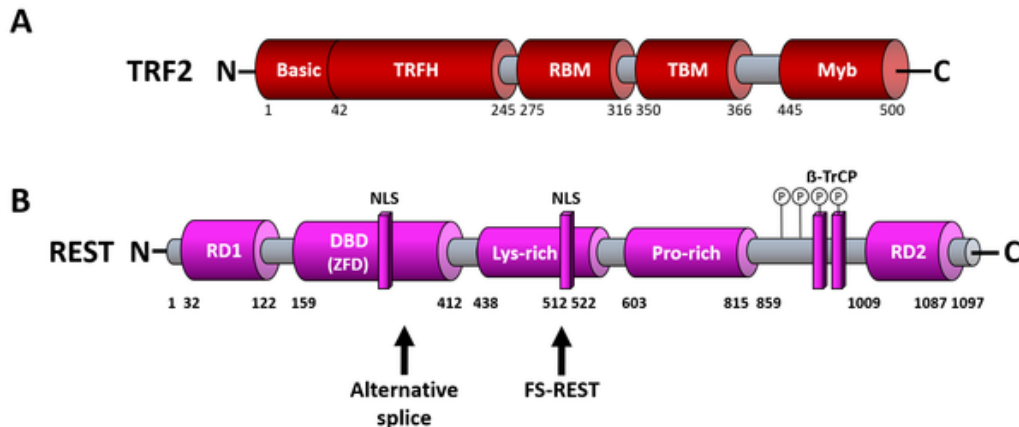 A
TRF2 N C
Basic TRFH RBM TBM Myb
1 42 245 275 316 350 366 445 500
ß-TrCP
B NLS NLS P P P P
REST N RD1 DBD (ZFD) Lys-rich Pro-rich RD2 C
1 32 122 159 412 438 512 522 603 815 859 1009 1087 1097
Alternative FS-REST
splice